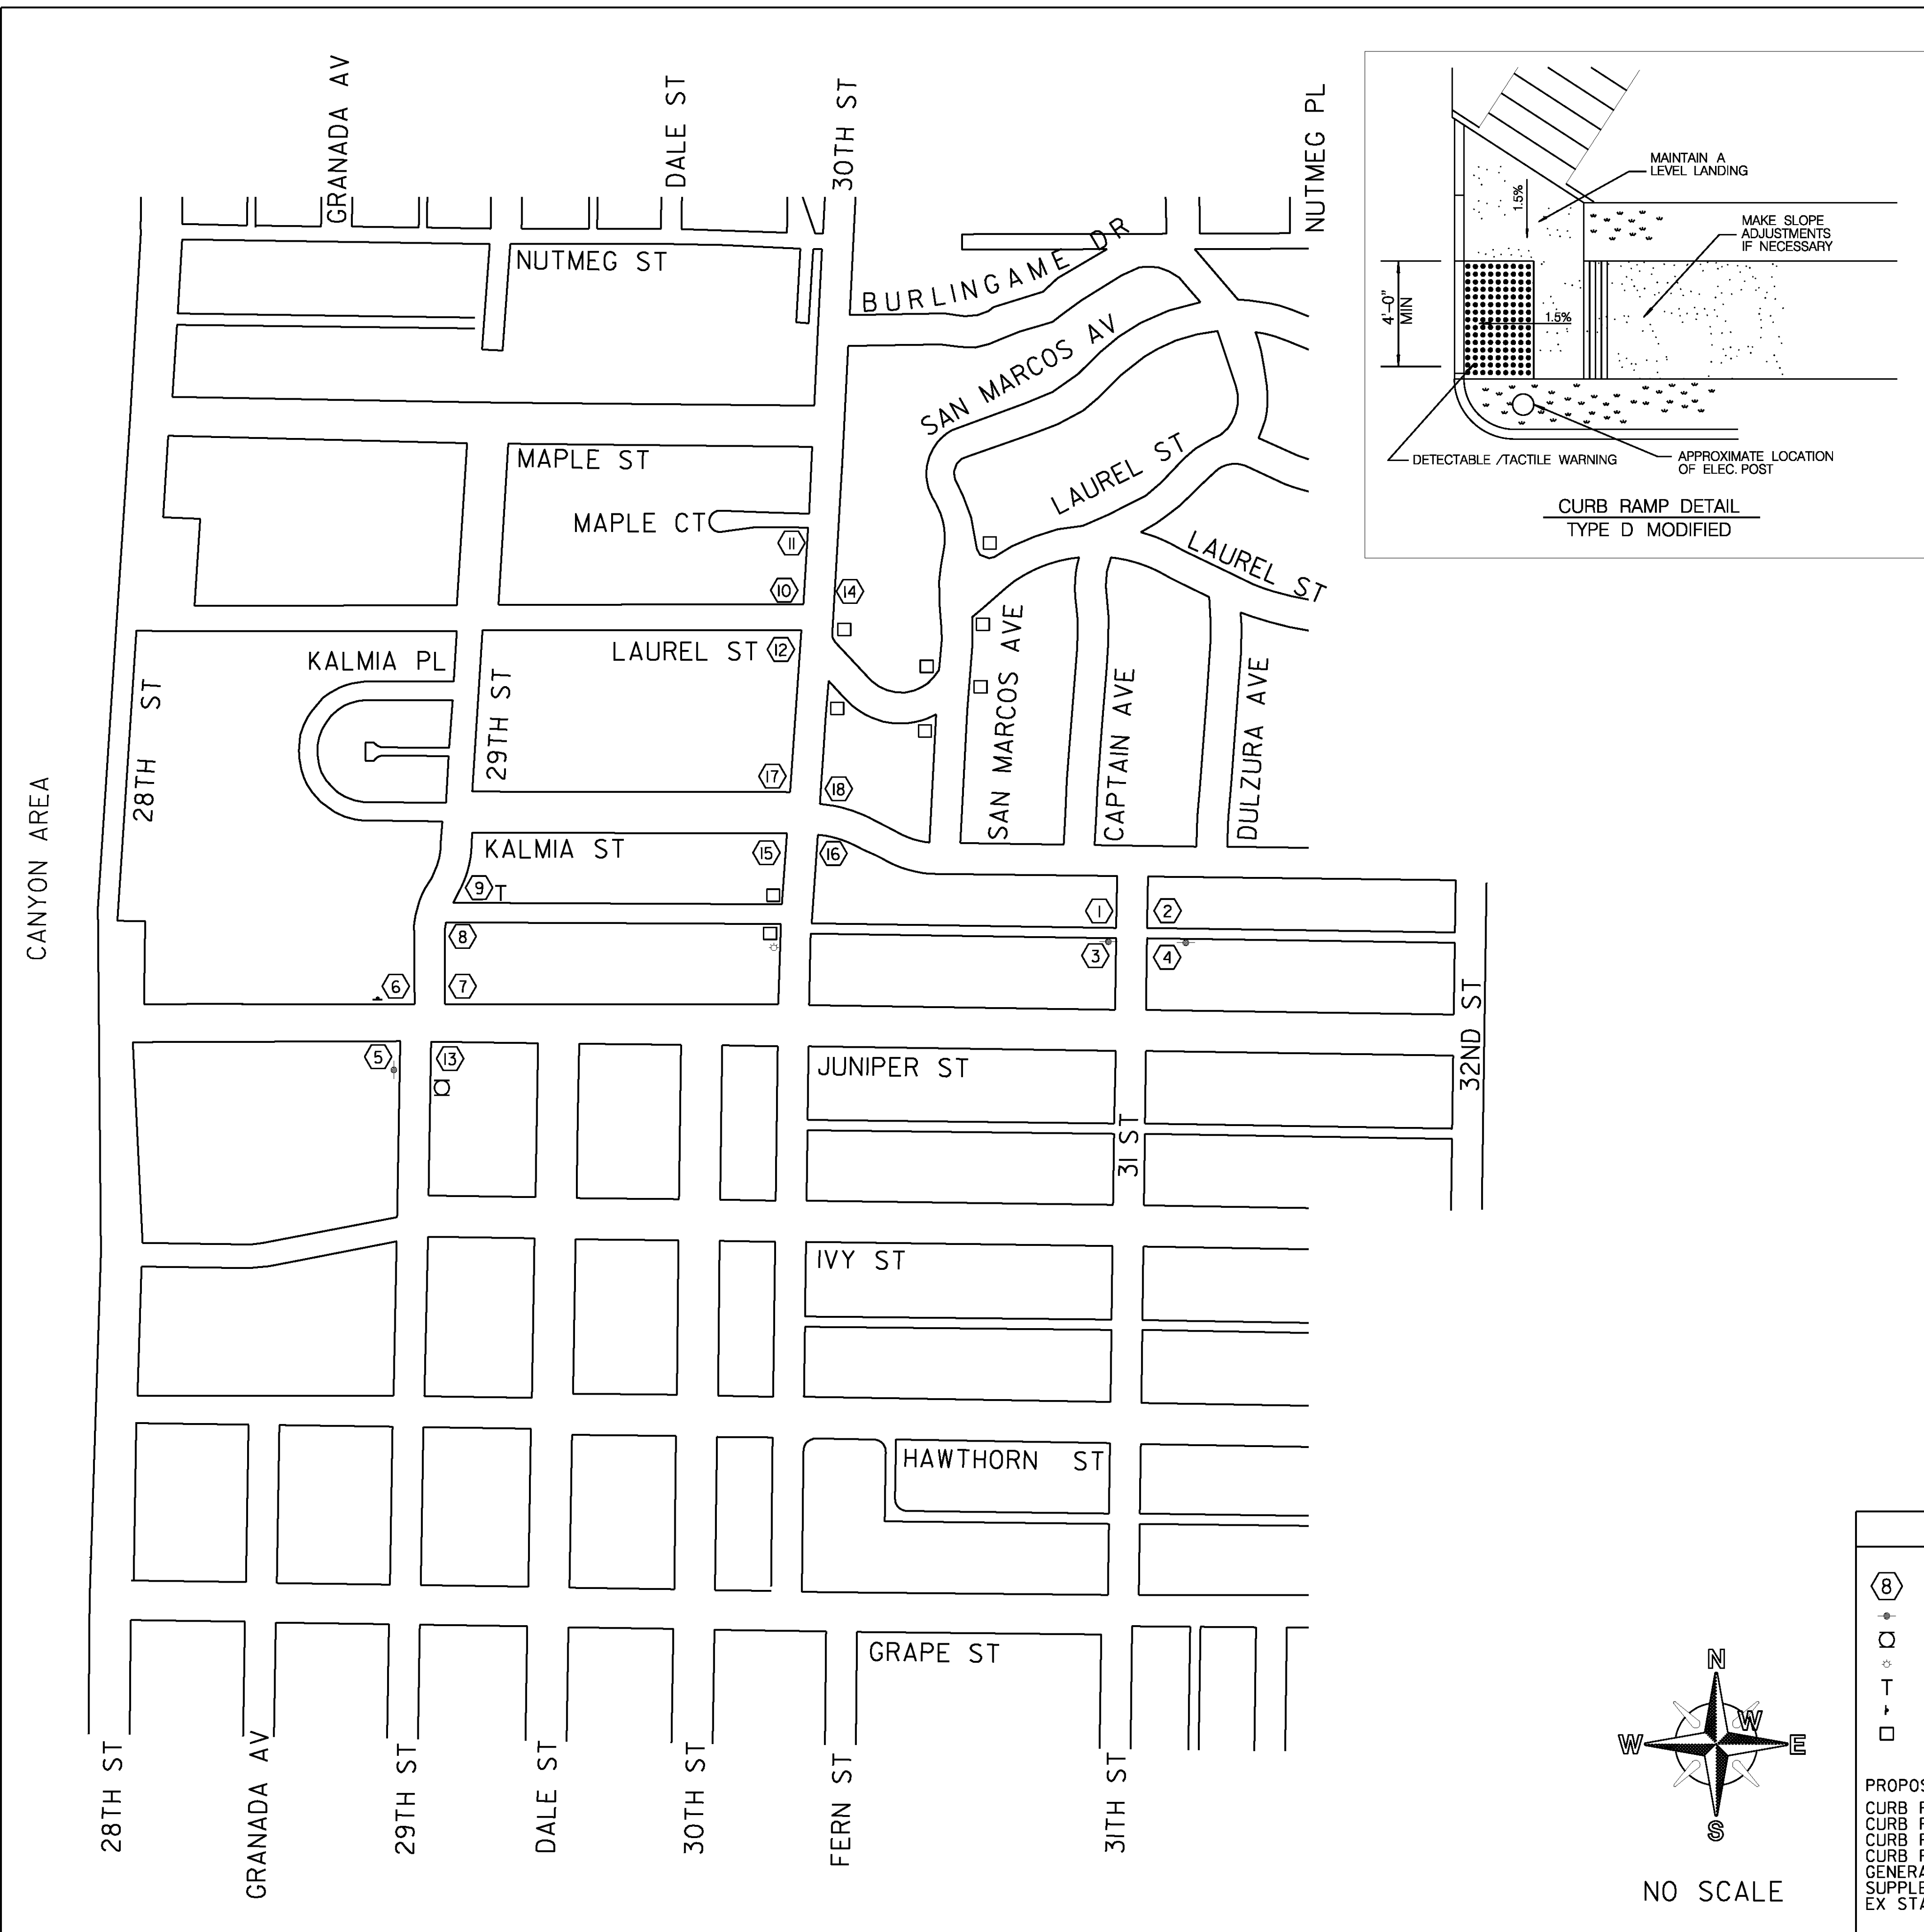 GRANADA AV
DALE ST
30TH ST
NUTMEG PL
NUTMEG ST
BURLINGAME DR
SAN MARCOS AV
MAPLE ST
LAUREL ST
MAPLE CT
11
LAUREL ST
10
14
KALMIA PL
LAUREL ST
12
28TH ST
29TH ST
SAN MARCOS AVE
CAPTAIN AVE
DULZURA AVE
17
18
CANYON AREA
KALMIA ST
15
16
9
T
1
2
8
3
4
6
7
5
13
JUNIPER ST
32ND ST
31 ST
IVY ST
HAWTHORN ST
GRAPE ST
28TH ST
GRANADA AV
29TH ST
DALE ST
30TH ST
FERN ST
31TH ST
MAINTAIN A
LEVEL LANDING
1.5%
MAKE SLOPE
ADJUSTMENTS
IF NECESSARY
4'-0"
MIN
1.5%
DETECTABLE /TACTILE WARNING
APPROXIMATE LOCATION
OF ELEC. POST
CURB RAMP DETAIL
TYPE D MODIFIED
N
W
W
E
S
NO SCALE
8
T
PROPOS
CURB
CURB
CURB
CURB
GENERA
SUPPLE
EX STA